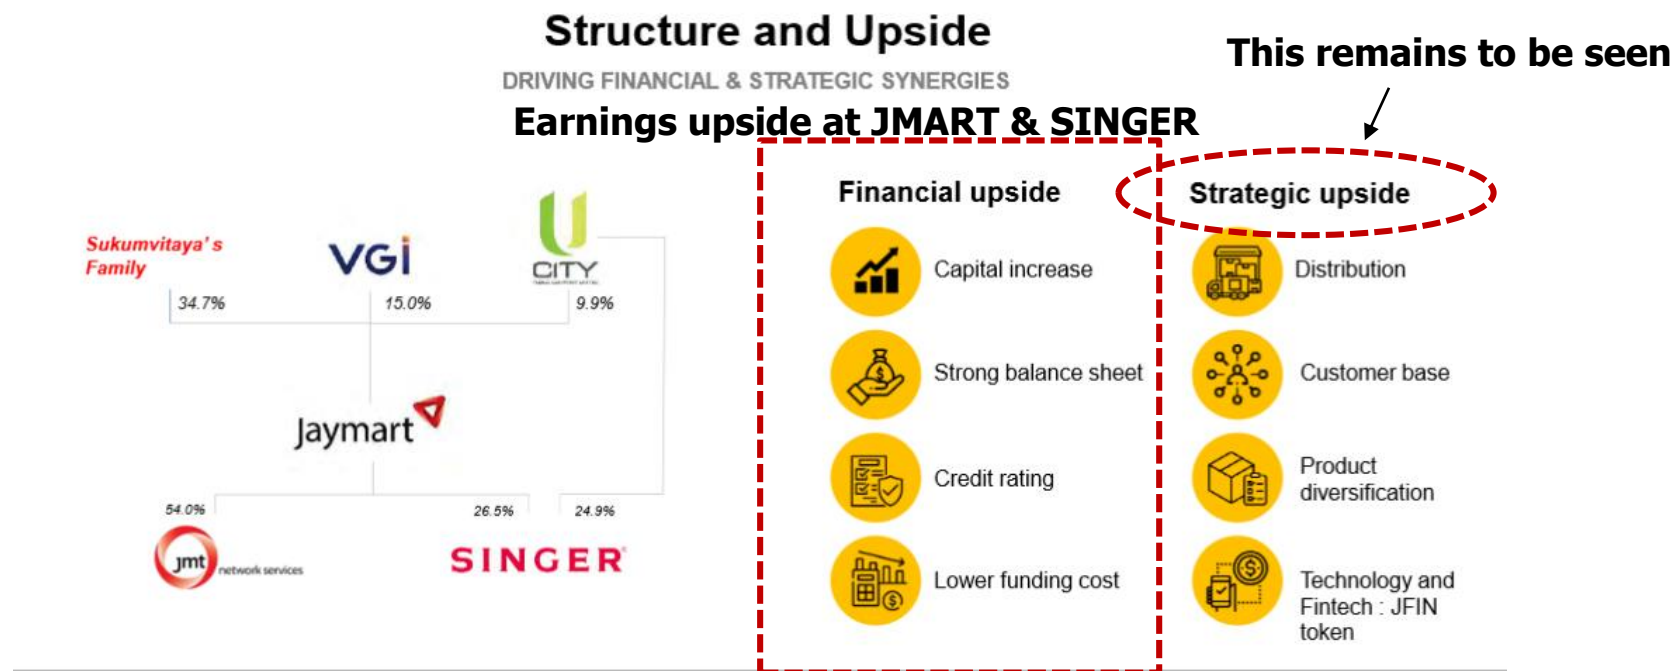 Structure and Upside
This remains to be seen
DRIVING FINANCIAL & STRATEGIC SYNERGIES
Earnings upside at JMART & SINGER
Sukumvitaya's
Family
VGI
U
CITY
34.7%
15.0%
9.9%
Jaymart
54.0%
26.5%
24.9%
jmt network services
SINGER
Financial upside
Capital increase
Strong balance sheet
Credit rating
Lower funding cost
Strategic upside
Distribution
Customer base
Product
diversification
Technology and
Fintech : JFIN
token